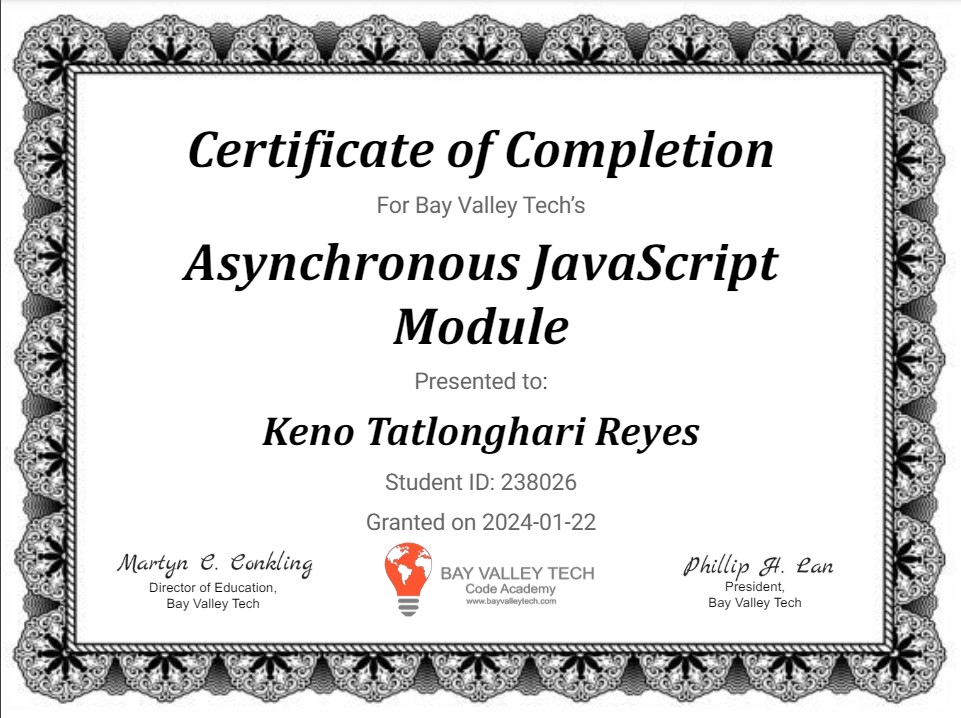 Certificate of Completion
For Bay Valley Tech's
Asynchronous JavaScript
Module
Presented to:
Keno Tatlonghari Reyes
Student ID: 238026
Granted on 2024-01-22
Martyn C. Conkling
Director of Education,
Bay Valley Tech
BAY VALLEY TECH
Code Academy
www.bayvalleytech.com
Phillip H. Lan
President,
Bay Valley Tech